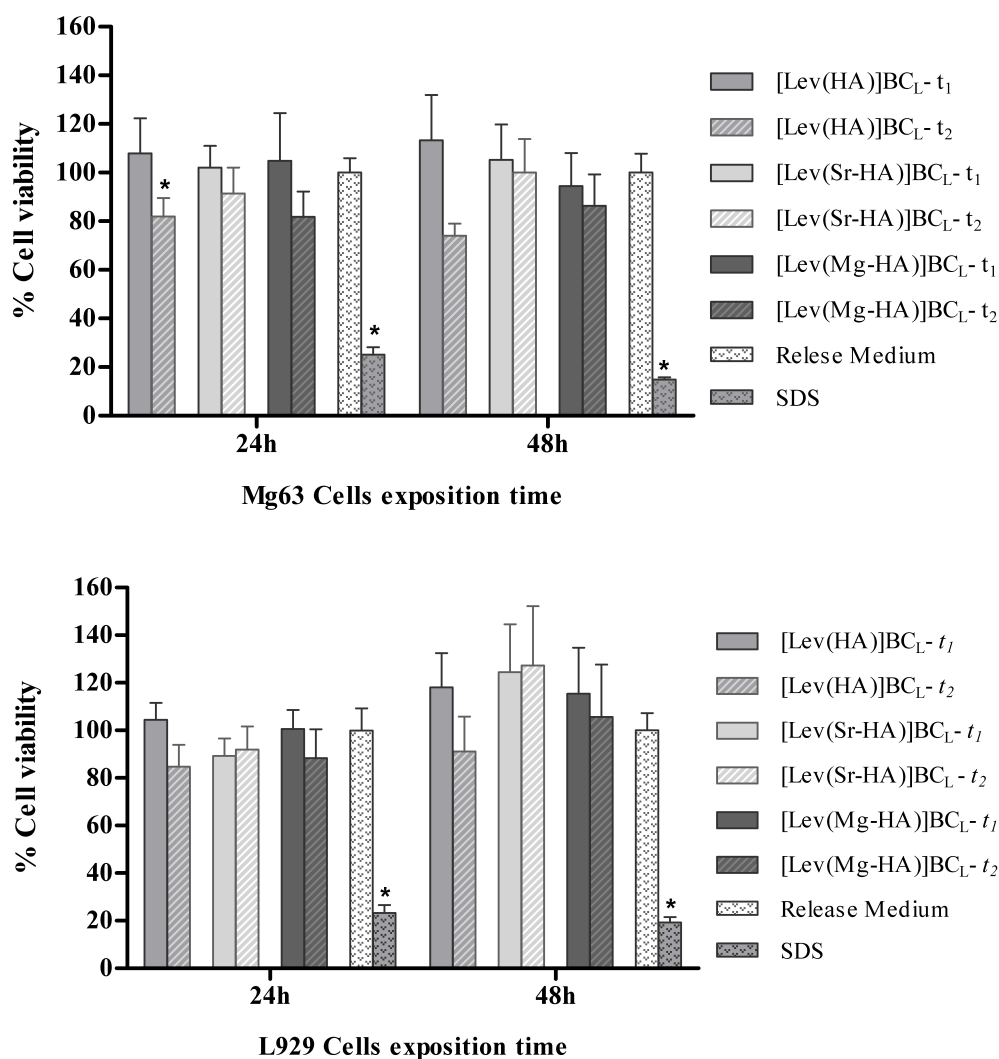 160
140
120
100
80
60
40
20
0
% Cell viability
*
*
*
24h
48h
Mg63 Cells exposition time
[Lev(HA)]BCL- t1
[Lev(HA)]BCL- t2
[Lev(Sr-HA)]BCL- t1
[Lev(Sr-HA)]BCL- t2
[Lev(Mg-HA)]BCL- t1
[Lev(Mg-HA)]BCL- t2
Relese Medium
SDS
160
140
120
100
80
60
40
20
0
% Cell viability
*
*
24h
48h
L929 Cells exposition time
[Lev(HA)]BCL- t1
[Lev(HA)]BCL- t2
[Lev(Sr-HA)]BCL- t1
[Lev(Sr-HA)]BCL - t2
[Lev(Mg-HA)]BCL- t1
[Lev(Mg-HA)]BCL- t2
Release Medium
SDS